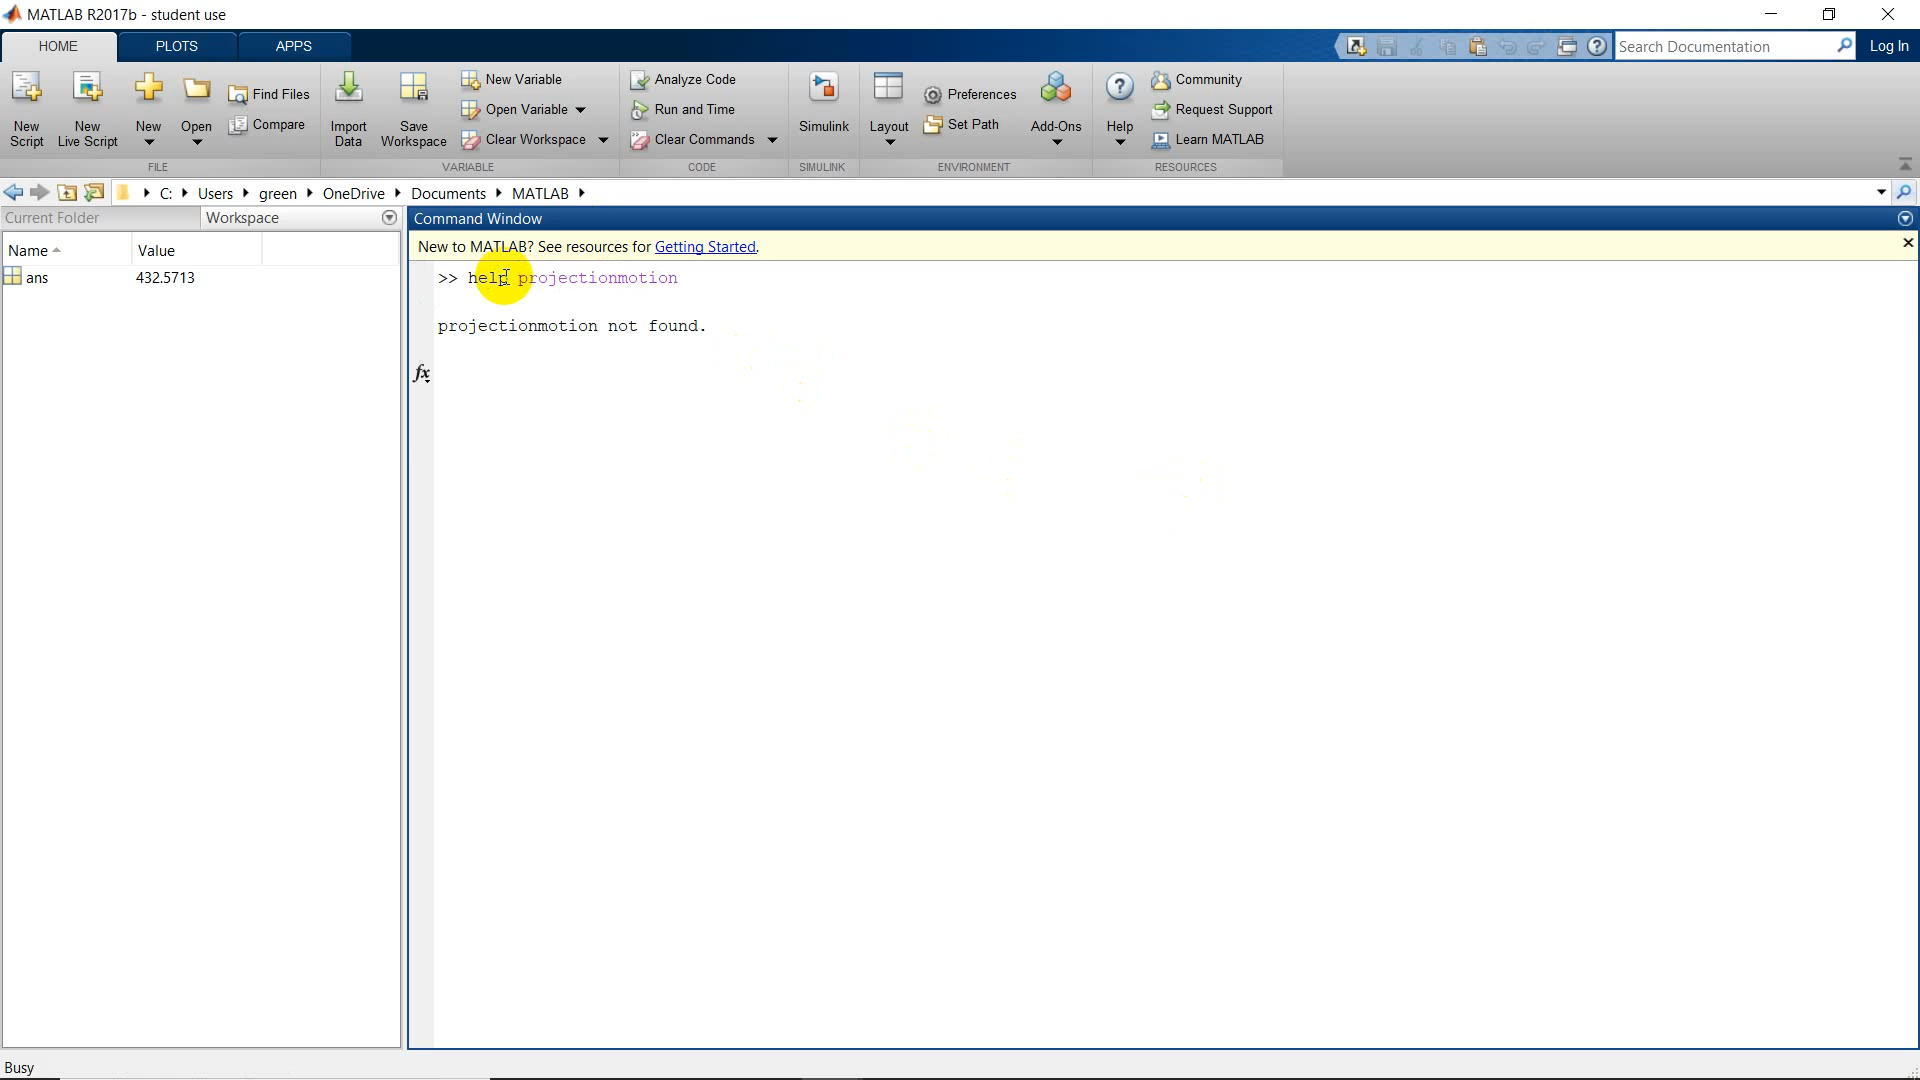 MATLAB R2017b - student use
HOME PLOTS APPS
Search Documentation
Log In
New Script
New Live Script
New
Open
Find Files
Compare
Import Data
Save Workspace
New Variable
Open Variable
Clear Workspace
Analyze Code
Run and Time
Clear Commands
Simulink
Layout
Preferences
Set Path
Add-Ons
Help
Community
Request Support
Learn MATLAB
FILE VARIABLE CODE SIMULINK ENVIRONMENT RESOURCES
C: Users green OneDrive Documents MATLAB
Current Folder
Workspace
Command Window
New to MATLAB? See resources for Getting Started.
Name Value
ans 432.5713
>> help projectionmotion
projectionmotion not found.
fx
Busy